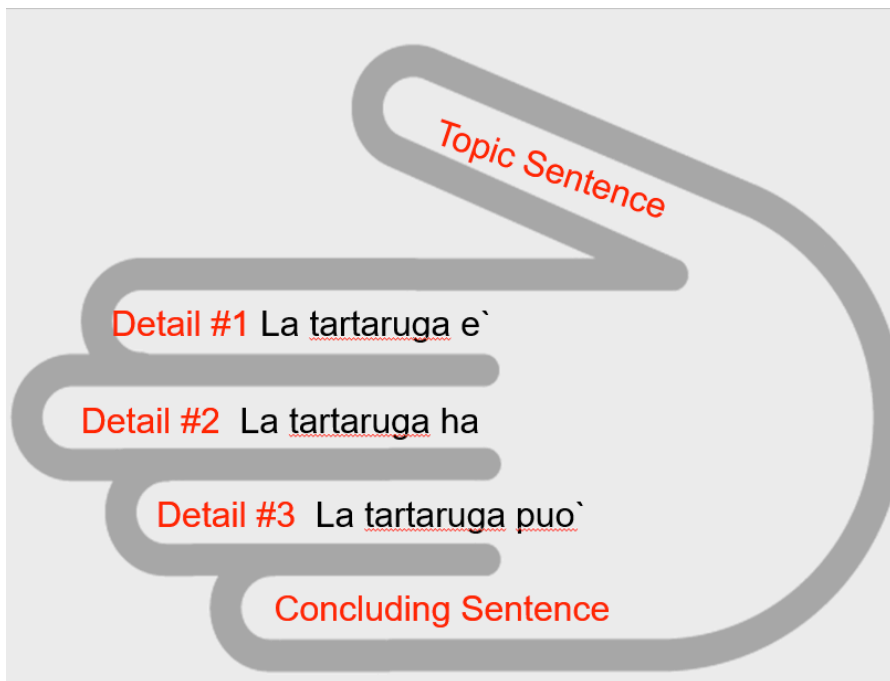 Topic Sentence
Detail #1 La tartaruga e`
Detail #2 La tartaruga ha
Detail #3 La tartaruga puo`
Concluding Sentence